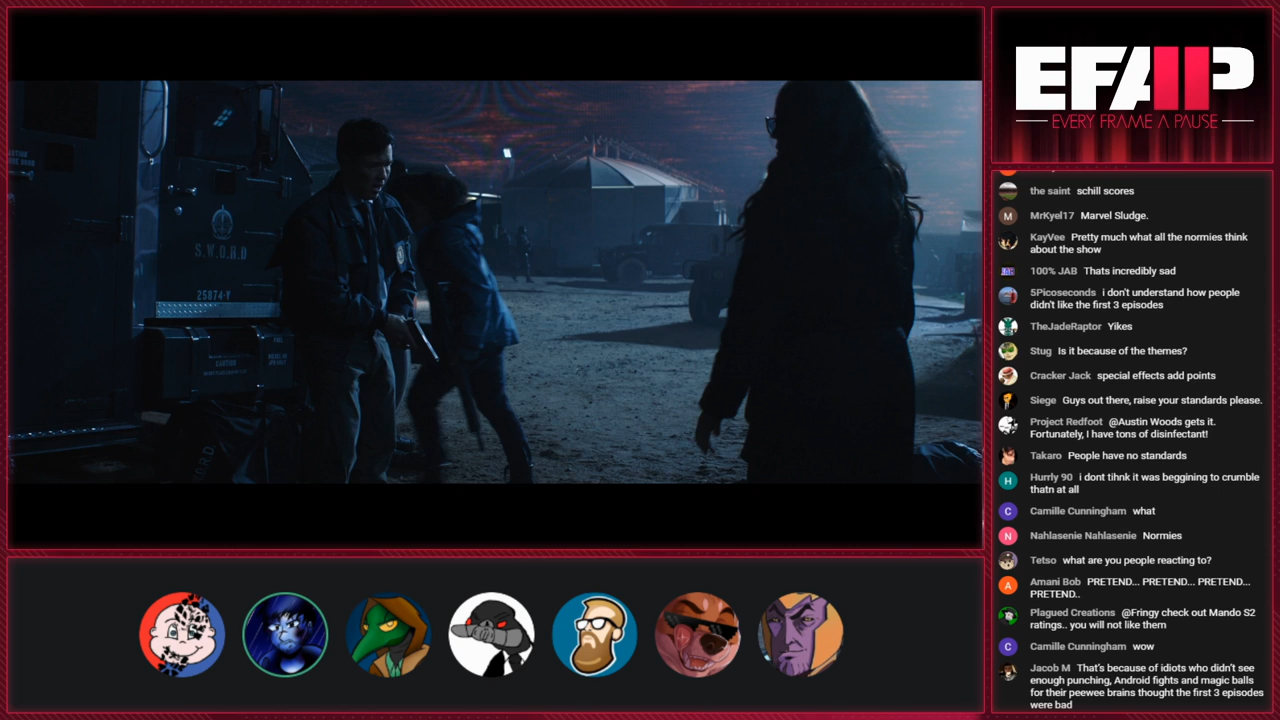 S.W.O.R.D
25874-Y
EFAP
EVERY FRAME A PAUSE
the saint schill scores
MrKyel17 Marvel Sludge.
KayVee Pretty much what all the normies think
about the show
100% JAB Thats incredibly sad
5Picoseconds i don't understand how people
didn't like the first 3 episodes
TheJadeRaptor Yikes
Stug Is it because of the themes?
Cracker Jack special effects add points
Siege Guys out there, raise your standards please.
Project Redfoot @Austin Woods gets it.
Fortunately, I have tons of disinfectant!
Takaro People have no standards
Hurrly 90 i dont tihnk it was beggining to crumble
thatn at all
Camille Cunningham what
Nahlasenie Nahlasenie Normies
Tetso what are you people reacting to?
Amani Bob PRETEND... PRETEND... PRETEND...
PRETEND..
Plagued Creations @Fringy check out Mando S2
ratings.. you will not like them
Camille Cunningham wow
Jacob M That's because of idiots who didn't see
enough punching, Android fights and magic balls
for their peewee brains thought the first 3 episodes
were bad